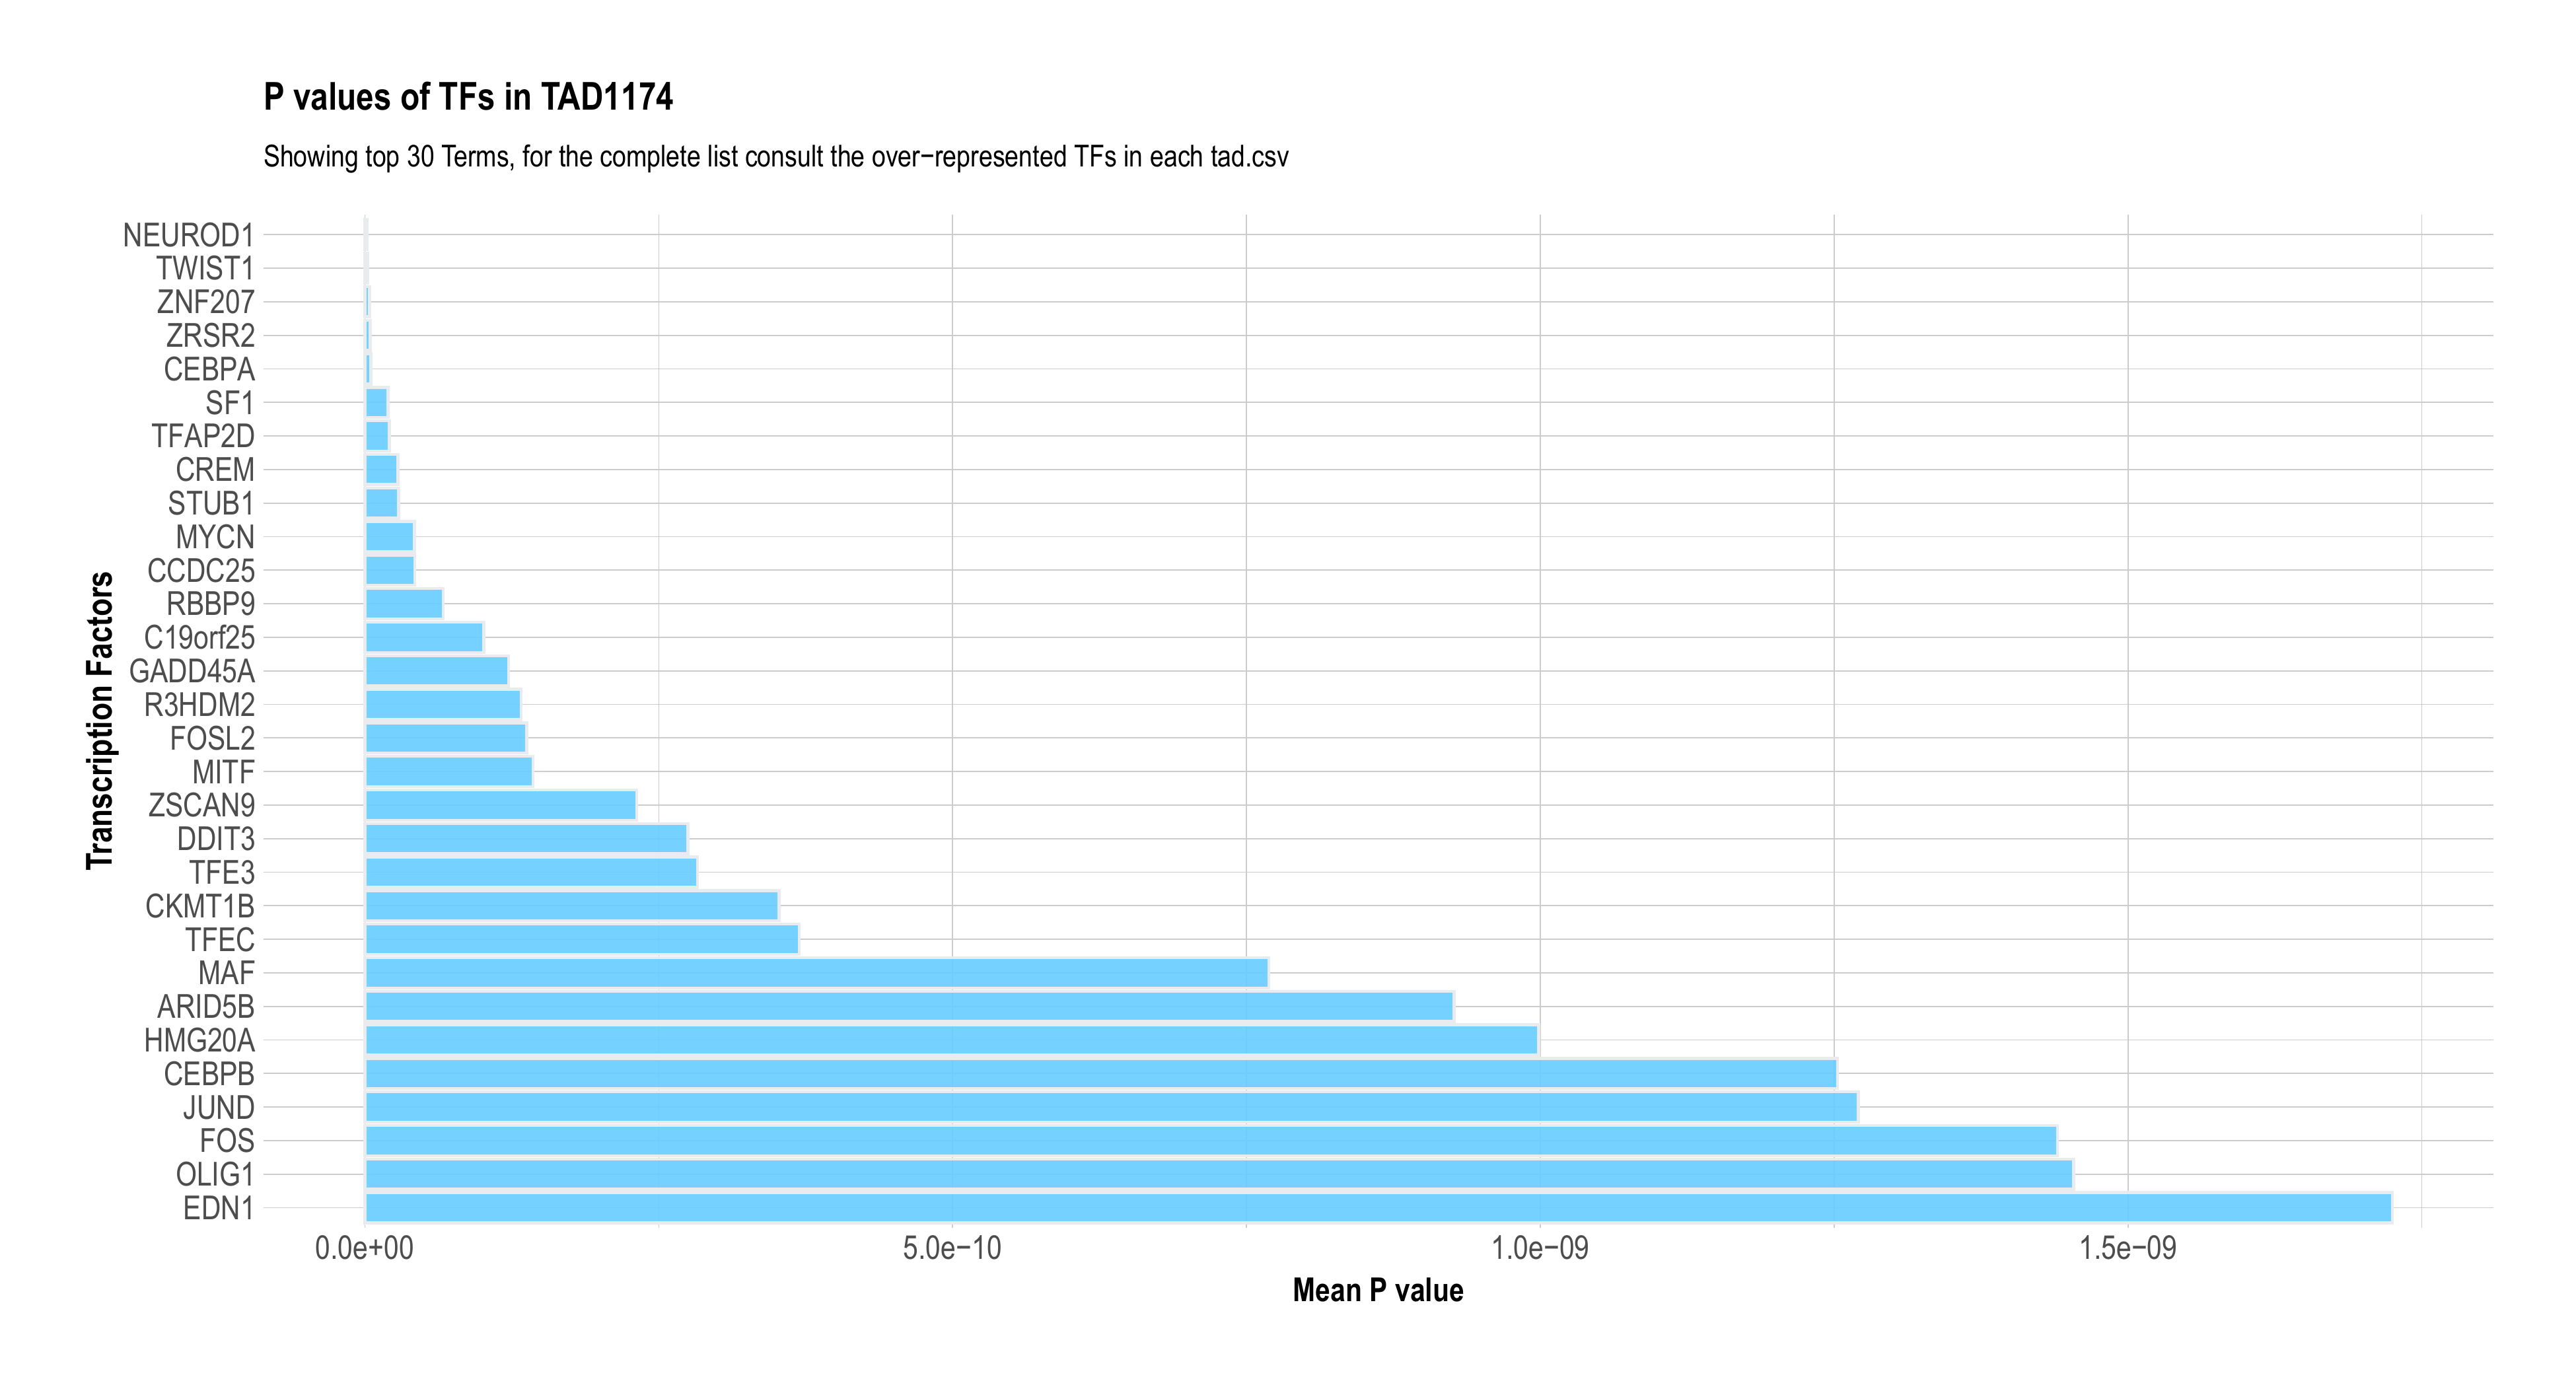 P values of TFs in TAD1174
Showing top 30 Terms, for the complete list consult the over−represented TFs in each tad.csv
Transcription Factors
NEUROD1
TWIST1
ZNF207
ZRSR2
CEBPA
SF1
TFAP2D
CREM
STUB1
MYCN
CCDC25
RBBP9
C19orf25
GADD45A
R3HDM2
FOSL2
MITF
ZSCAN9
DDIT3
TFE3
CKMT1B
TFEC
MAF
ARID5B
HMG20A
CEBPB
JUND
FOS
OLIG1
EDN1
0.0e+00 5.0e−10 1.0e−09 1.5e−09
Mean P value